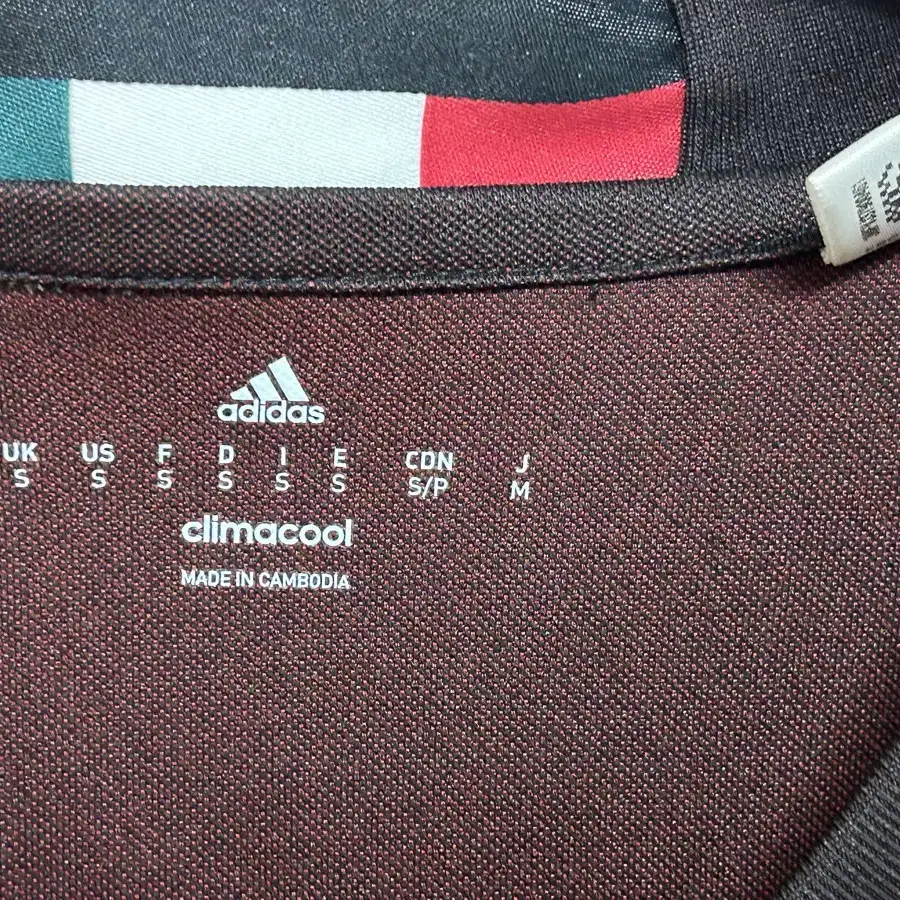 adidas
UK US F D I E CDN J
S S S S S S S/P M
climacool
MADE IN CAMBODIA